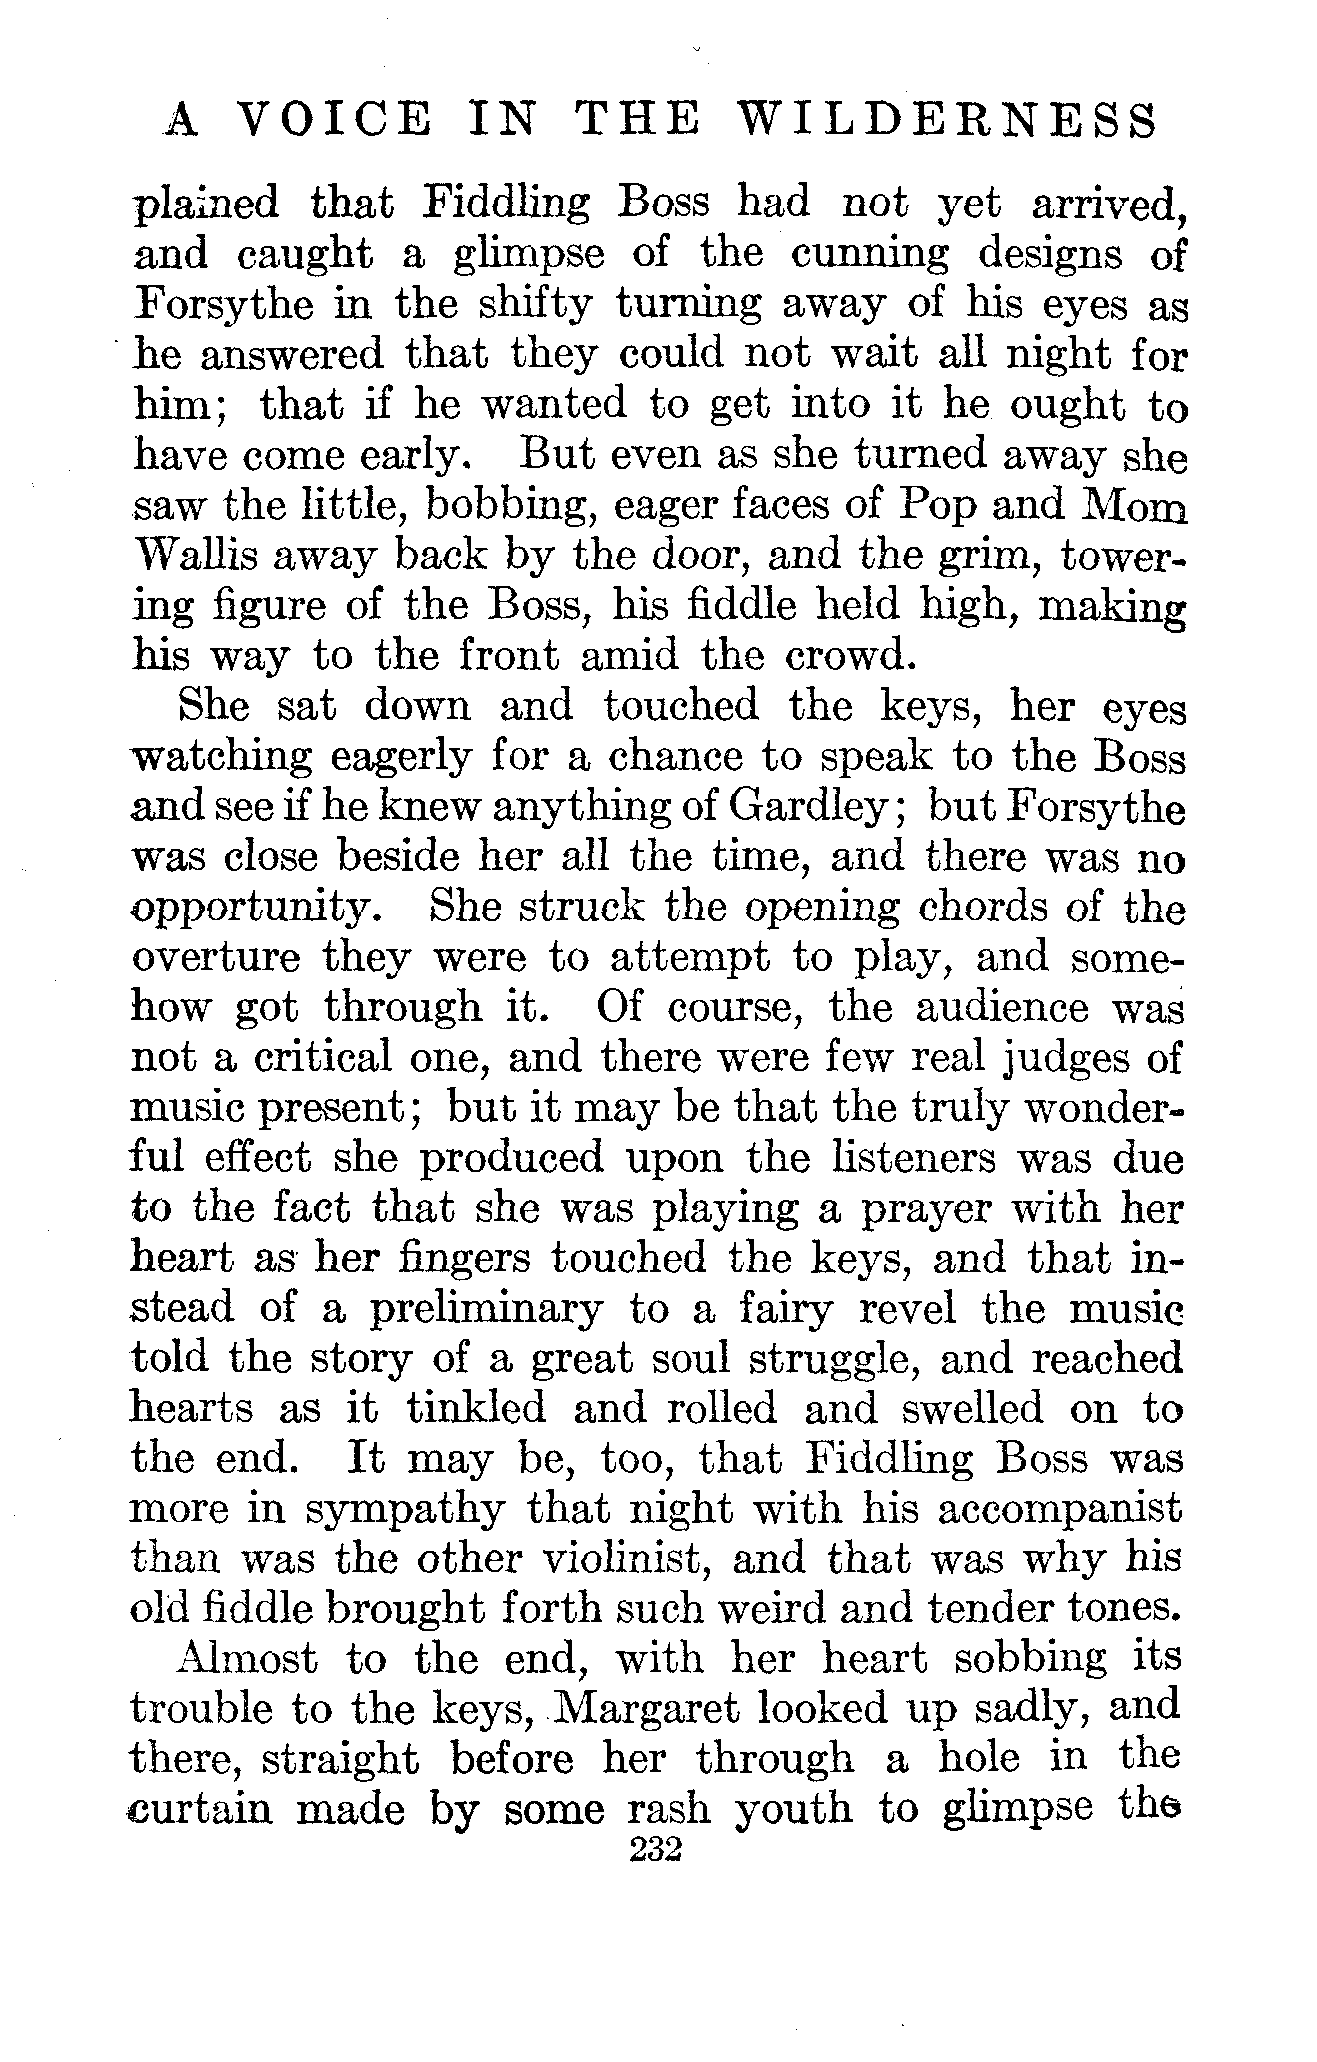 A VOICE IN THE WILDERNESS
plained that Fiddling Boss had not yet arrived,
and caught a glimpse of the cunning designs of
Forsythe in the shifty turning away of his eyes as
he answered that they could not wait all night for
him; that if he wanted to get into it he ought to
have come early. But even as she turned away she
saw the little, bobbing, eager faces of Pop and Mom
Wallis away back by the door, and the grim, tower-
ing figure of the Boss, his fiddle held high, making
his way to the front amid the crowd.
She sat down and touched the keys, her eyes
watching eagerly for a chance to speak to the Boss
and see if he knew anything of Gardley; but Forsythe
was close beside her all the time, and there was no
opportunity. She struck the opening chords of the
overture they were to attempt to play, and some-
how got through it. Of course, the audience was
not a critical one, and there were few real judges of
music present; but it may be that the truly wonder-
ful effect she produced upon the listeners was due
to the fact that she was playing a prayer with her
heart as her fingers touched the keys, and that in-
stead of a preliminary to a fairy revel the music
told the story of a great soul struggle, and reached
hearts as it tinkled and rolled and swelled on to
the end. It may be, too, that Fiddling Boss was
more in sympathy that night with his accompanist
than was the other violinist, and that was why his
old fiddle brought forth such weird and tender tones.
Almost to the end, with her heart sobbing its
trouble to the keys, Margaret looked up sadly, and
there, straight before her through a hole in the
curtain made by some rash youth to glimpse the
232